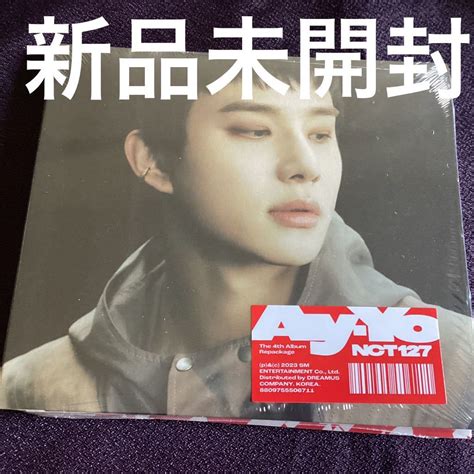 新品未開封
Ay-Yo
NCT127
The 4th Album
Repackage
(p)&(c) 2023 SM
ENTERTAINMENT Co., Ltd.
Distributed by DREAMUS
COMPANY. KOREA.
8809755506711